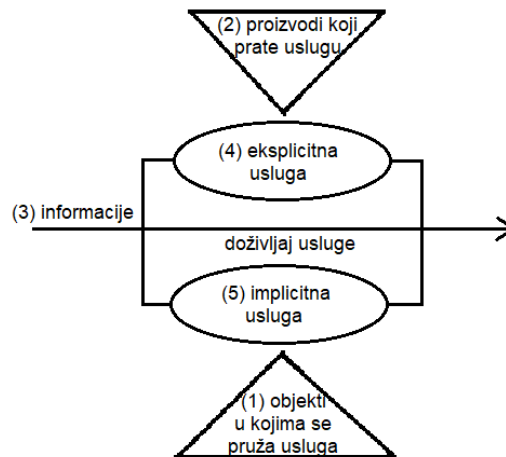 (2) proizvodi koji
prate uslugu
(4) eksplicitna
usluga
(3) informacije
doživljaj usluge
(5) implicitna
usluga
(1) objekti
u kojima se
pruža usluga